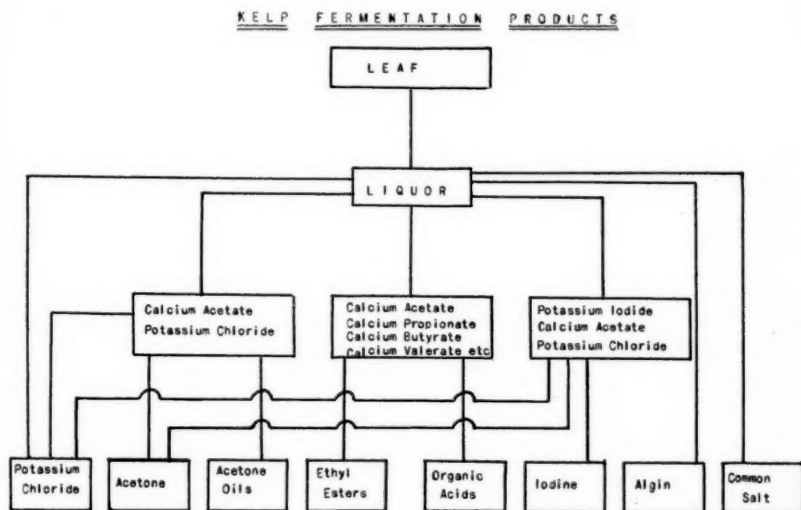 KELP FERMENTATION PRODUCTS
LEAF
LIQUOR
Calcium Acetate
Potassium Chloride
Calcium Acetate
Calcium Propionate
Calcium Butyrate
Calcium Valerate etc
Potassium Iodide
Calcium Acetate
Potassium Chloride
Potassium
Chloride
Acetone
Acetone
Oils
Ethyl
Esters
Organic
Acids
Iodine
Algin
Common
Salt